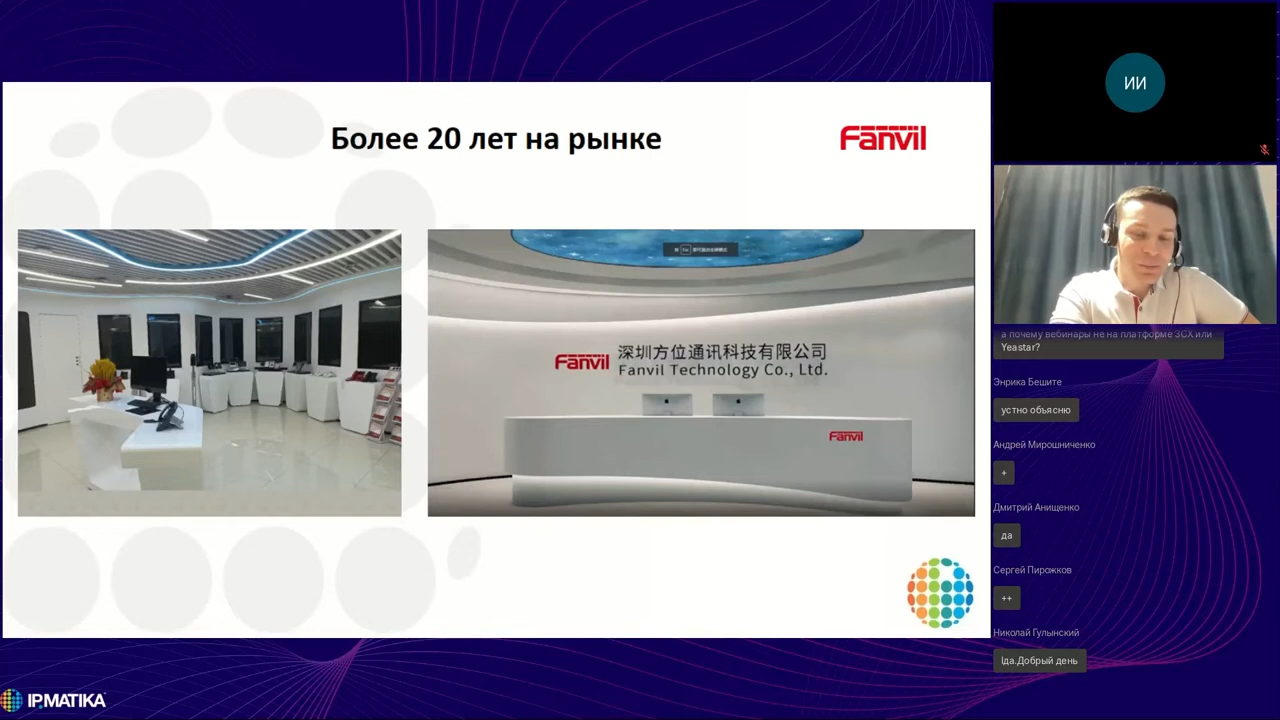 Более 20 лет на рынке
Fanvil
Fanvil 深圳方位通讯科技有限公司
Fanvil Technology Co., Ltd.
Fanvil
IPMATIKA
ИИ
а почему вебинары не на платформе 3CX или
Yeastar?
Энрика Бешите
устно объясню
Андрей Мирошниченко
+
Дмитрий Анищенко
да
Сергей Пирожков
++
Николай Гулынский
!да.Добрый день